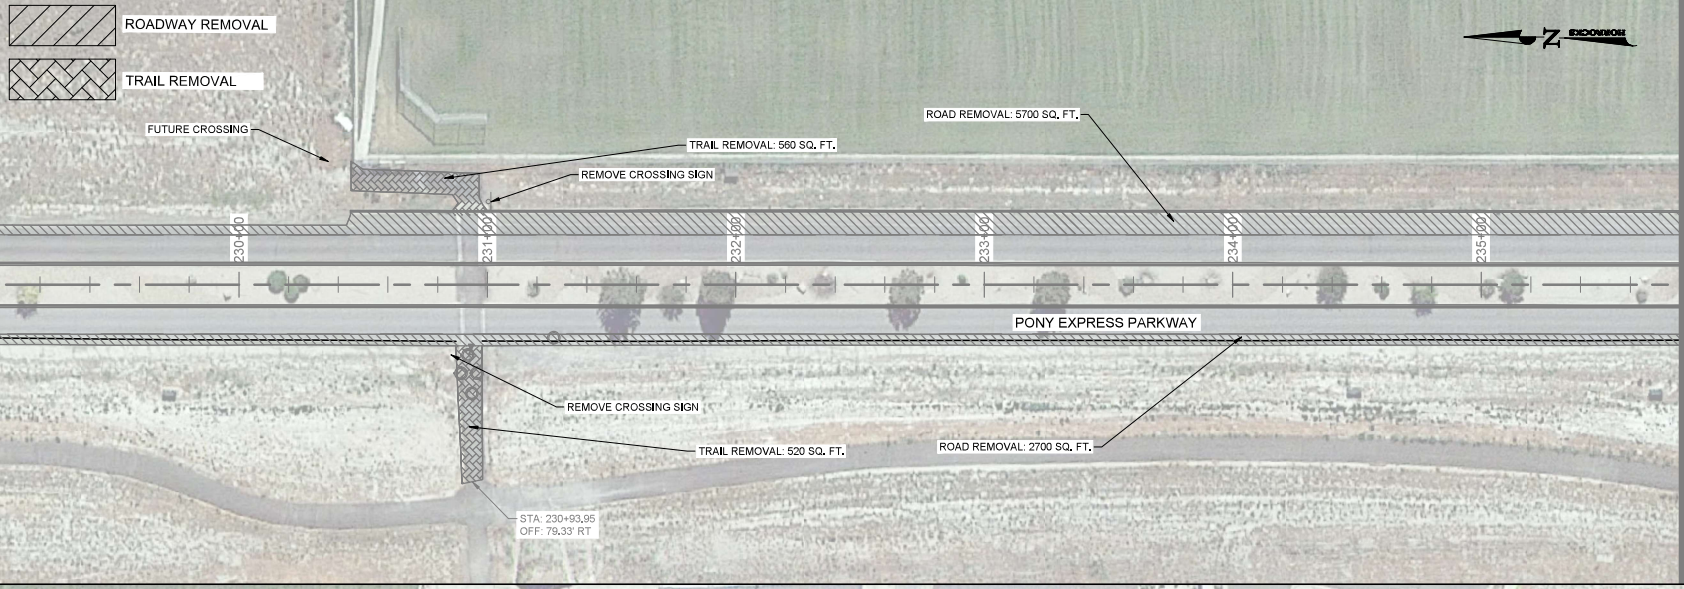 ROADWAY REMOVAL
TRAIL REMOVAL
HORROCKS
Z
FUTURE CROSSING
ROAD REMOVAL: 5700 SQ. FT.
TRAIL REMOVAL: 560 SQ. FT.
REMOVE CROSSING SIGN
230+00
231+00
232+00
233+00
234+00
235+00
PONY EXPRESS PARKWAY
REMOVE CROSSING SIGN
TRAIL REMOVAL: 520 SQ. FT.
ROAD REMOVAL: 2700 SQ. FT.
STA: 230+93.95
OFF: 79.33' RT